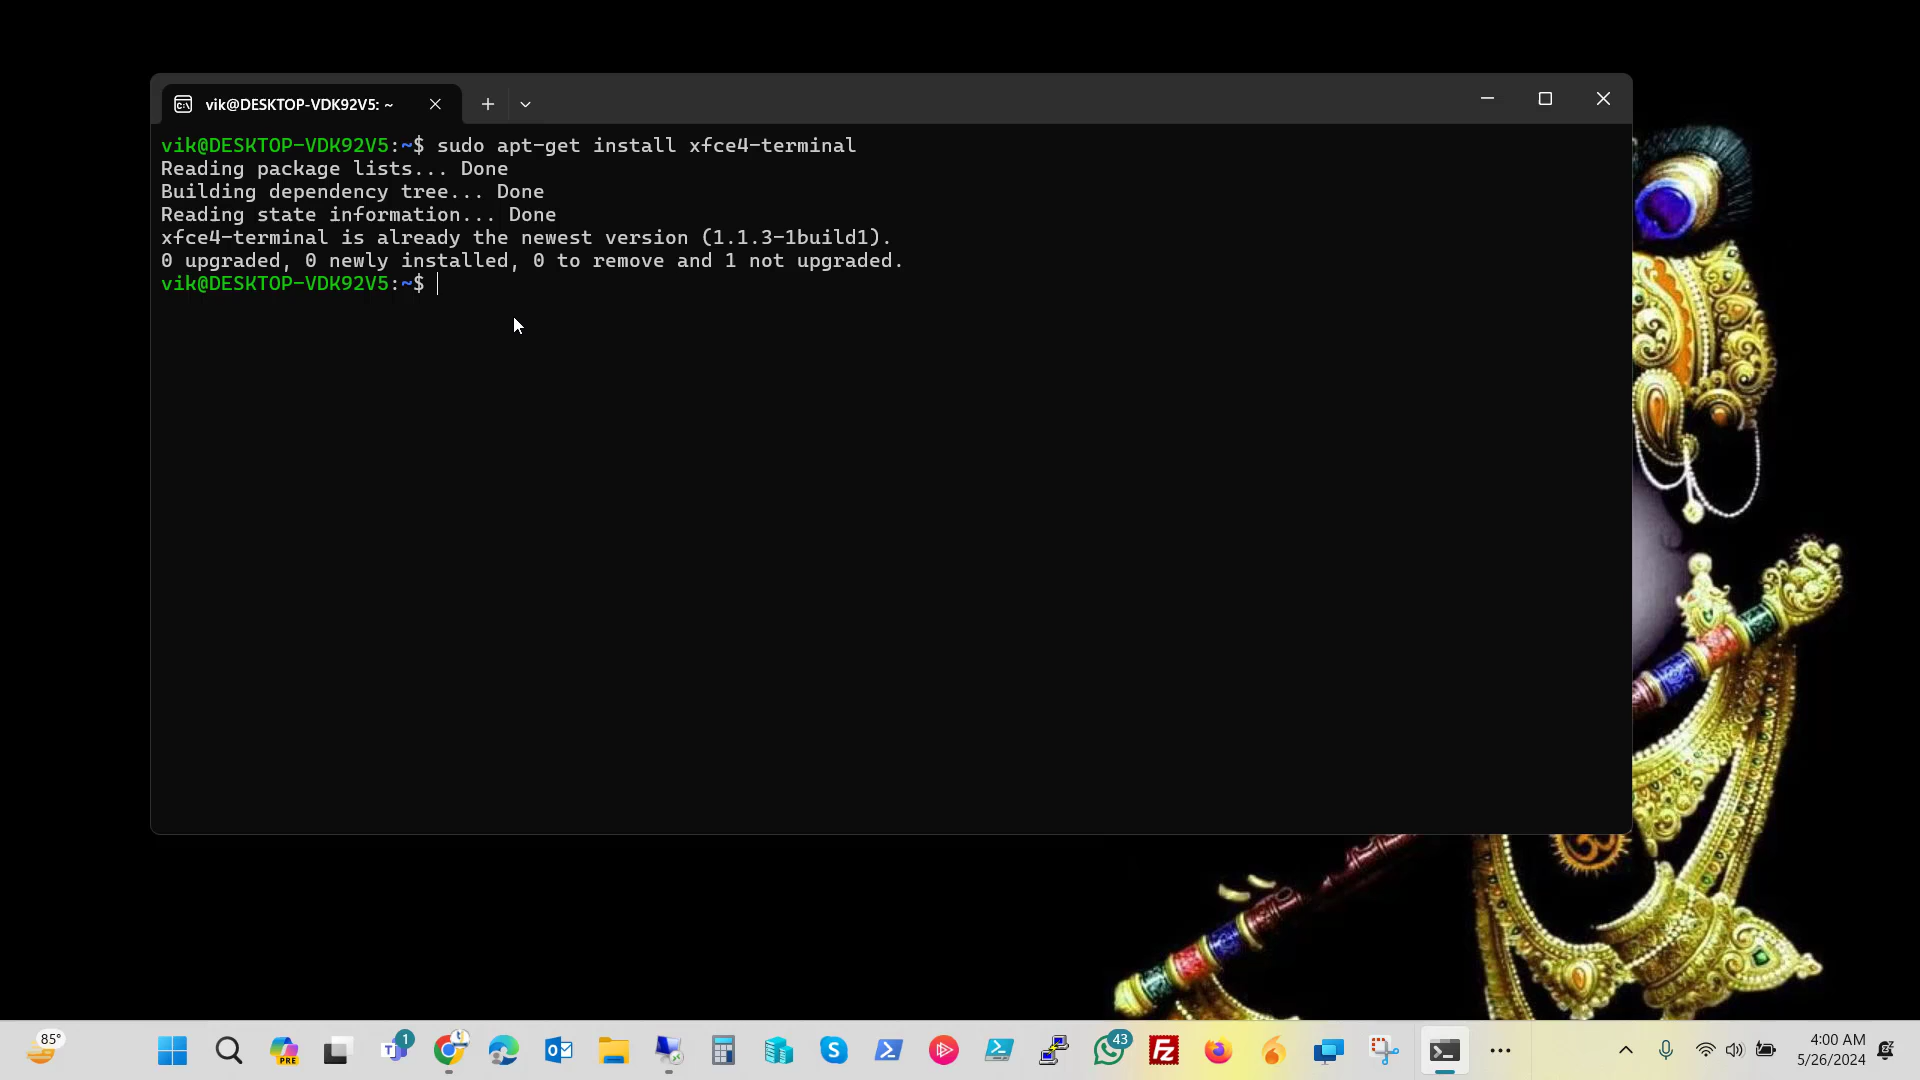 vik@DESKTOP-VDK92V5: ~
vik@DESKTOP-VDK92V5:~$ sudo apt-get install xfce4-terminal
Reading package lists... Done
Building dependency tree... Done
Reading state information... Done
xfce4-terminal is already the newest version (1.1.3-1build1).
0 upgraded, 0 newly installed, 0 to remove and 1 not upgraded.
vik@DESKTOP-VDK92V5:~$
85°
PRE
1
43
4:00 AM
5/26/2024